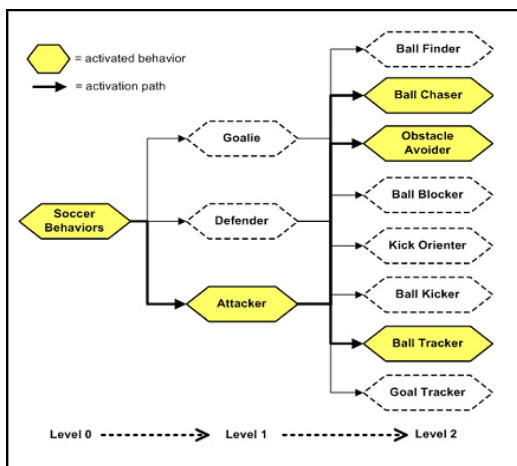 = activated behavior
= activation path
Ball Finder
Ball Chaser
Goalie
Obstacle
Avoider
Ball Blocker
Soccer
Behaviors
Defender
Kick Orienter
Ball Kicker
Attacker
Ball Tracker
Goal Tracker
Level 0
Level 1
Level 2